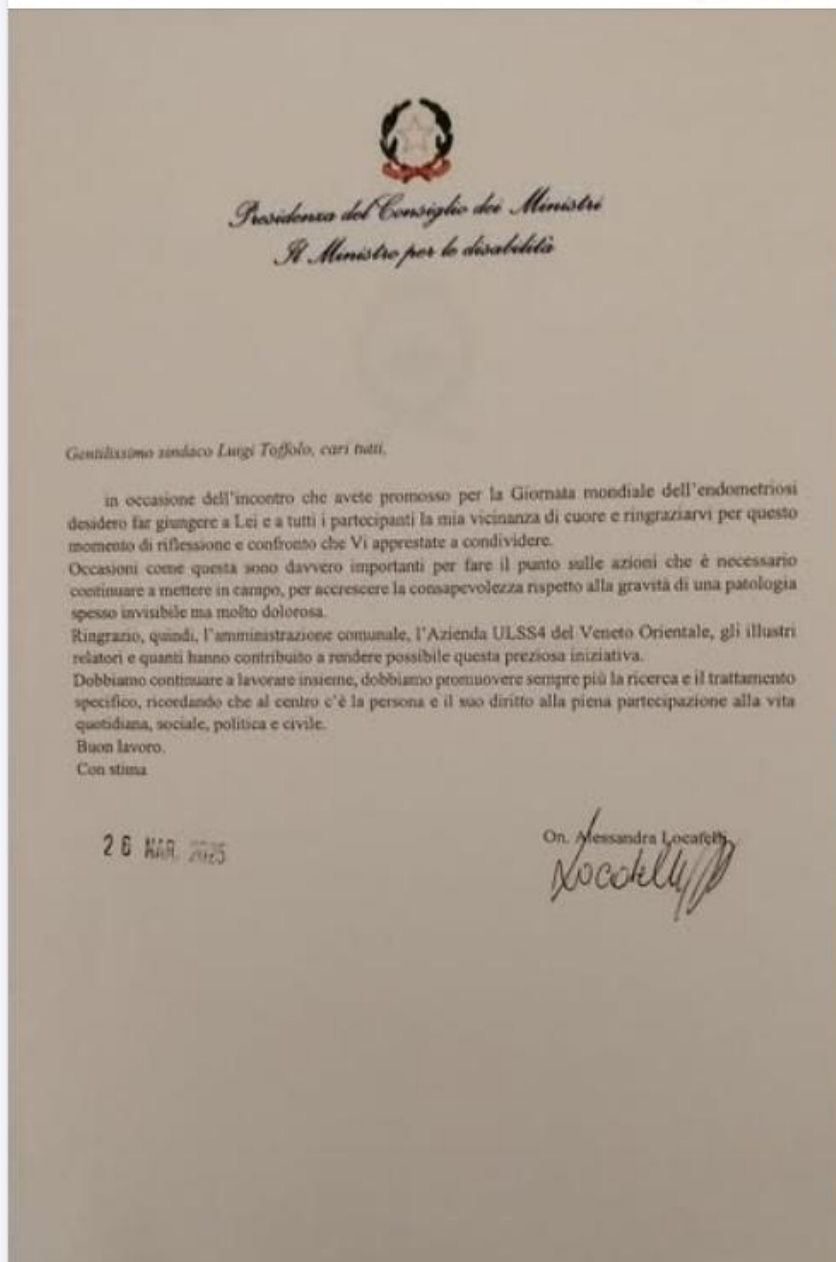 Presidenza del Consiglio dei Ministri
Il Ministro per le disabilità
Gentilissimo sindaco Luigi Toffolo, cari tutti,
in occasione dell'incontro che avete promosso per la Giornata mondiale dell'endometriosi
desidero far giungere a Lei e a tutti i partecipanti la mia vicinanza di cuore e ringraziarvi per questo
momento di riflessione e confronto che Vi apprestate a condividere.
Occasioni come questa sono davvero importanti per fare il punto sulle azioni che è necessario
continuare a mettere in campo, per accrescere la consapevolezza rispetto alla gravità di una patologia
spesso invisibile ma molto dolorosa.
Ringrazio, quindi, l'amministrazione comunale, l'Azienda ULSS4 del Veneto Orientale, gli illustri
relatori e quanti hanno contribuito a rendere possibile questa preziosa iniziativa.
Dobbiamo continuare a lavorare insieme, dobbiamo promuovere sempre più la ricerca e il trattamento
specifico, ricordando che al centro c'è la persona e il suo diritto alla piena partecipazione alla vita
quotidiana, sociale, politica e civile.
Buon lavoro.
Con stima
26 MAR. 2025
On. Alessandra Locatelli
Locatelli